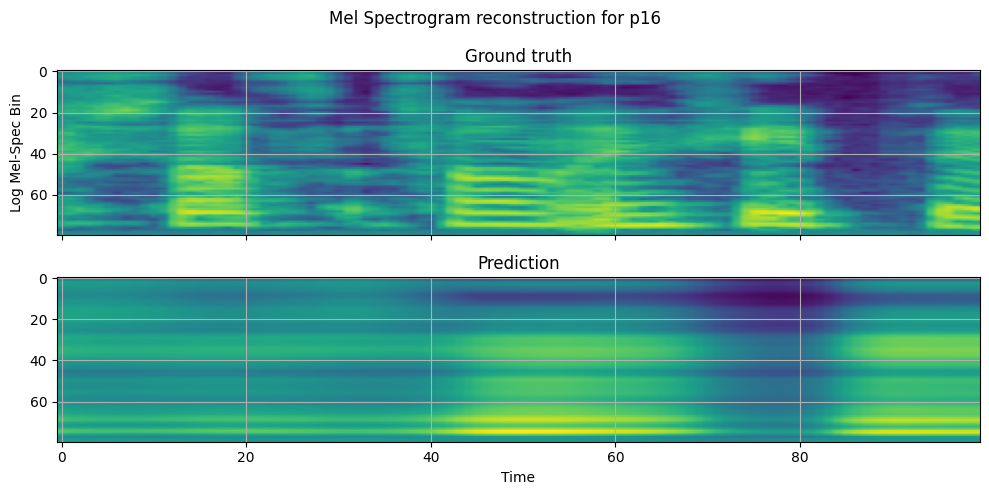 Mel Spectrogram reconstruction for p16
Ground truth
Log Mel-Spec Bin
0
20
40
60
Prediction
0
20
40
60
0 20 40 60 80
Time